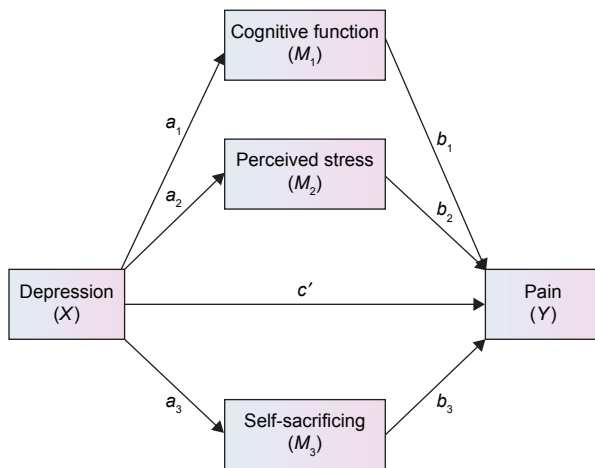 Cognitive function
(M₁)
a₁
b₁
Perceived stress
(M₂)
a₂
b₂
Depression
(X)
c′
Pain
(Y)
a₃
b₃
Self-sacrificing
(M₃)